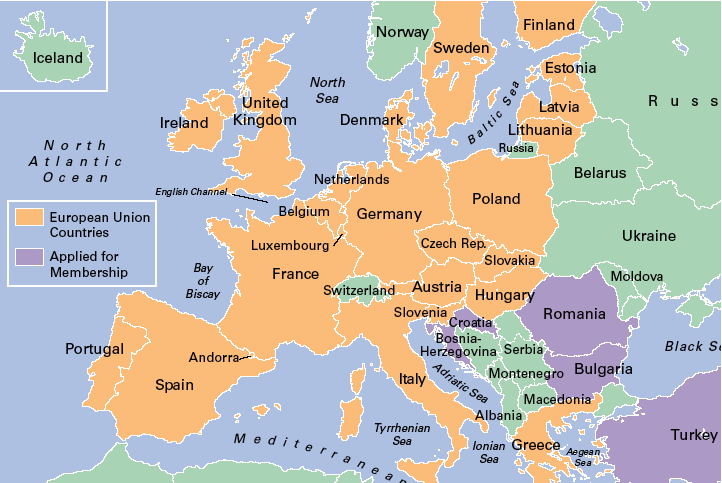 Iceland
Norway
Sweden
Finland
North
Sea
Estonia
Russ
Baltic Sea
Latvia
United
Kingdom
Ireland
Denmark
Lithuania
Russia
North
Atlantic
Ocean
Belarus
English Channel
Netherlands
Poland
Belgium
Germany
European Union
Countries
Ukraine
Luxembourg
Czech Rep.
Slovakia
Applied for
Membership
Bay
of
Biscay
France
Switzerland
Austria
Hungary
Moldova
Slovenia
Romania
Croatia
Portugal
Andorra
Bosnia-
Herzegovina
Serbia
Black Se
Spain
Italy
Adriatic Sea
Montenegro
Bulgaria
Macedonia
Albania
Tyrrhenian
Sea
Turkey
Mediterranean
Ionian
Sea
Greece
Aegean
Sea